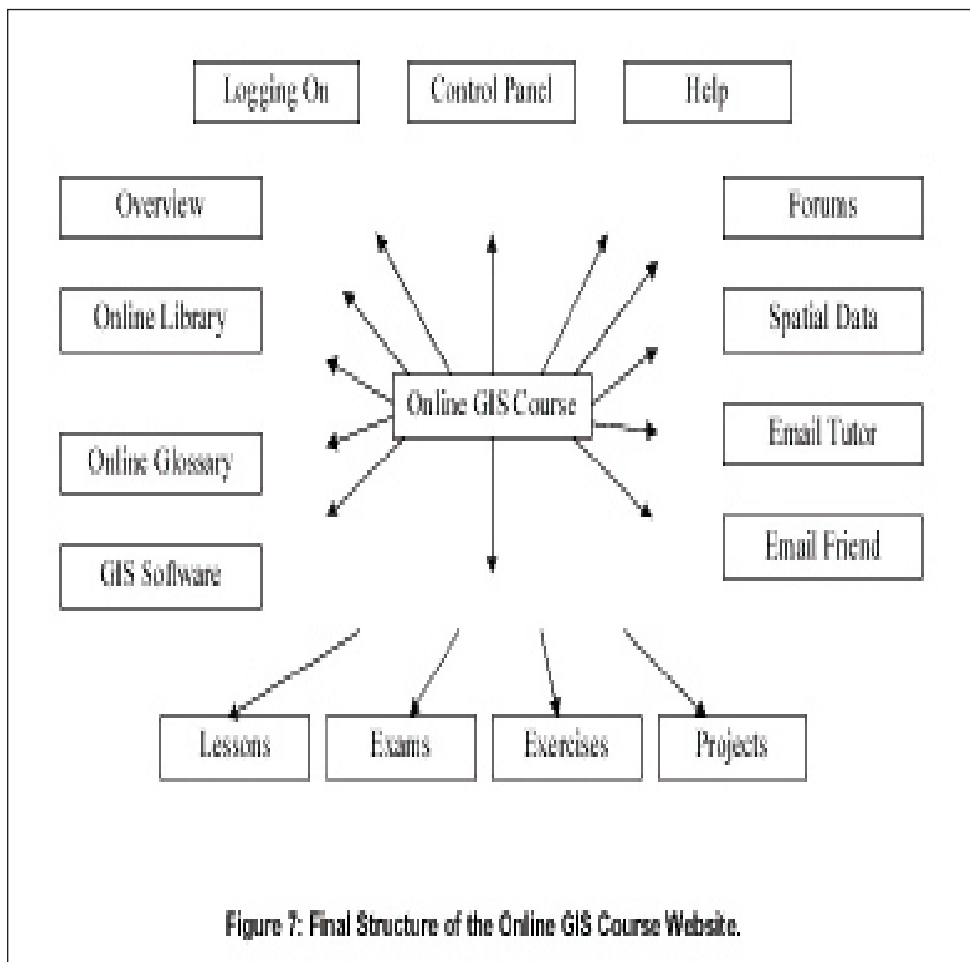 Logging On
Control Panel
Help
Overview
Forums
Online Library
Spatial Data
Online GIS Course
Online Glossary
Email Tutor
GIS Software
Email Friend
Lessons
Exams
Exercises
Projects
Figure 7: Final Structure of the Online GIS Course Website.